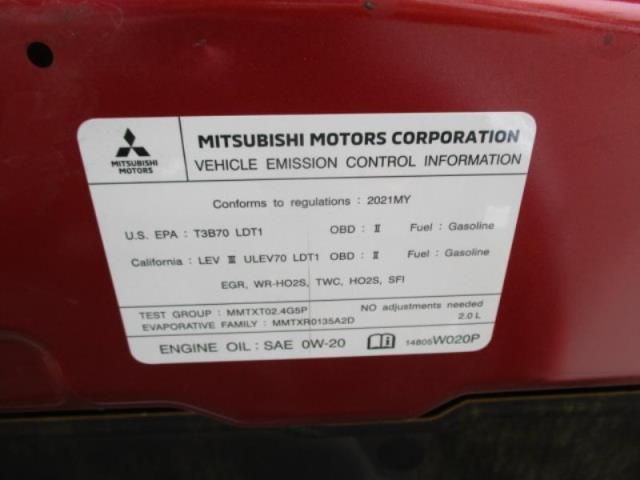 MITSUBISHI MOTORS
MITSUBISHI MOTORS CORPORATION
VEHICLE EMISSION CONTROL INFORMATION
Conforms to regulations : 2021MY
U.S. EPA : T3B70 LDT1 OBD : Ⅱ Fuel : Gasoline
California : LEV Ⅲ ULEV70 LDT1 OBD : Ⅱ Fuel : Gasoline
EGR, WR-HO2S, TWC, HO2S, SFI
TEST GROUP : MMTXT02.4G5P NO adjustments needed
EVAPORATIVE FAMILY : MMTXR0135A2D 2.0 L
ENGINE OIL : SAE 0W-20 14805W020P